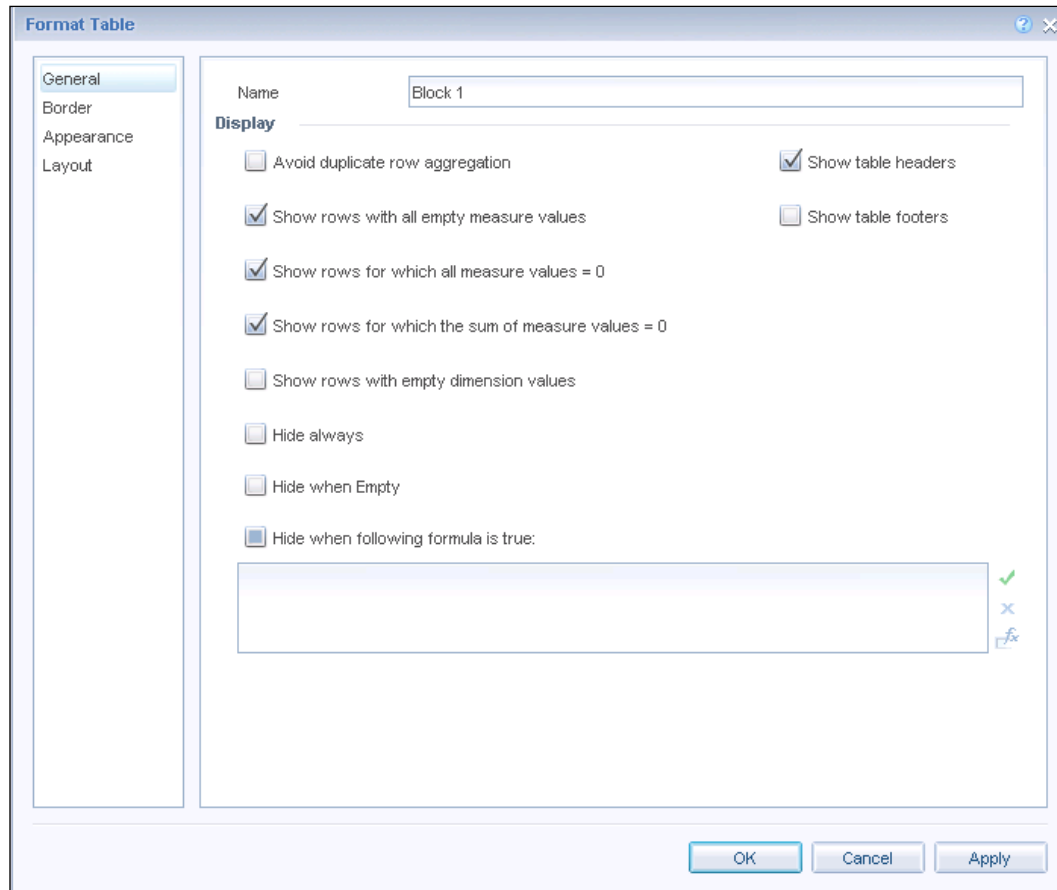 Format Table
General
Border
Appearance
Layout
Name
Block 1
Display
Avoid duplicate row aggregation
Show table headers
Show rows with all empty measure values
Show table footers
Show rows for which all measure values = 0
Show rows for which the sum of measure values = 0
Show rows with empty dimension values
Hide always
Hide when Empty
Hide when following formula is true:
fx
OK
Cancel
Apply